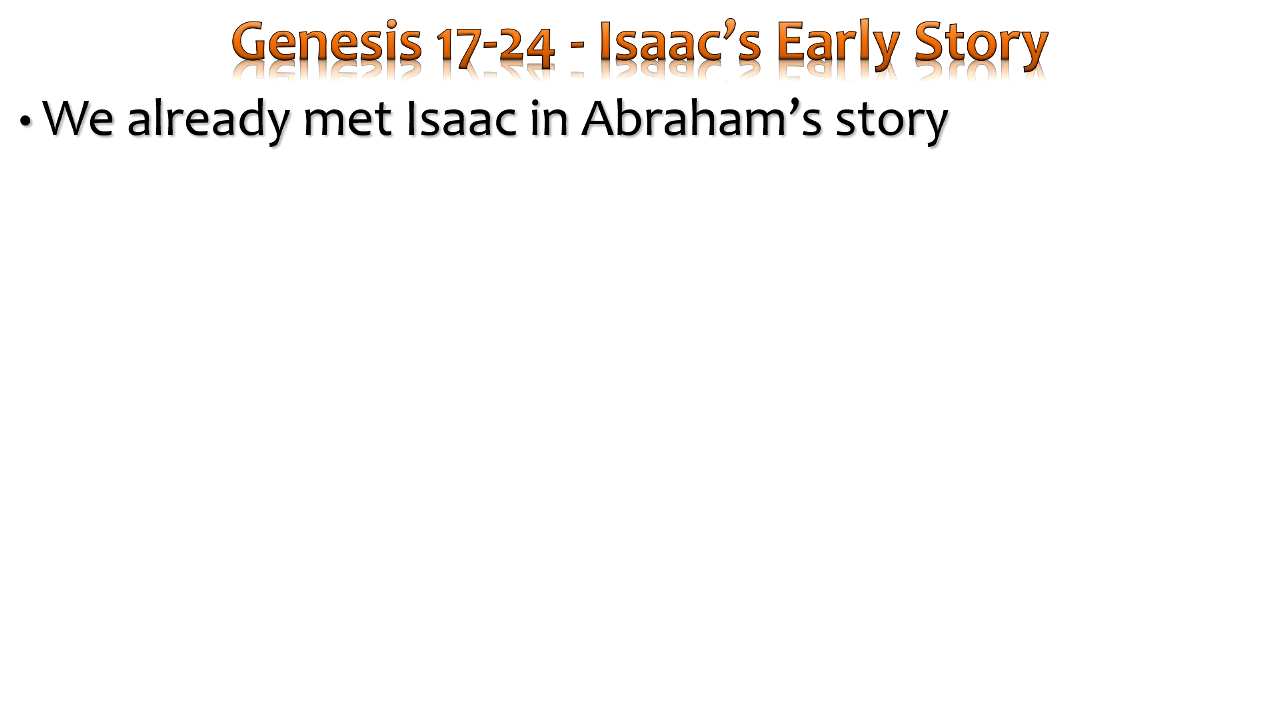 Genesis 17-24 - Isaac’s Early Story
• We already met Isaac in Abraham’s story